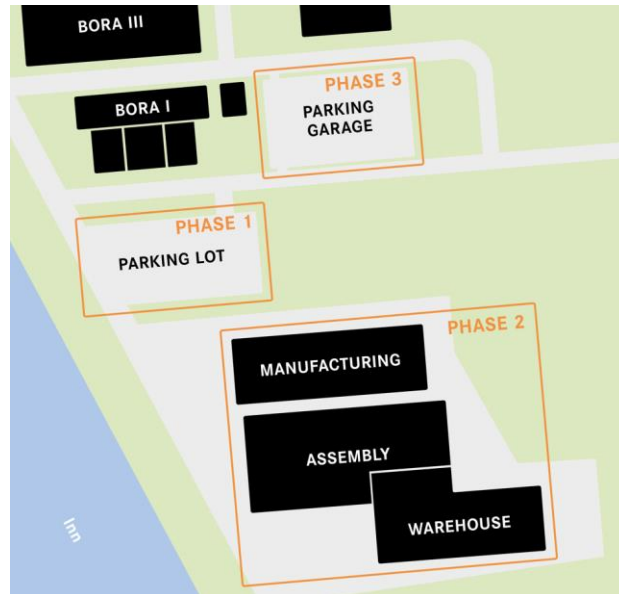 BORA III
PHASE 3
PARKING
GARAGE
BORA I
PHASE 1
PARKING LOT
PHASE 2
MANUFACTURING
ASSEMBLY
WAREHOUSE
Inn